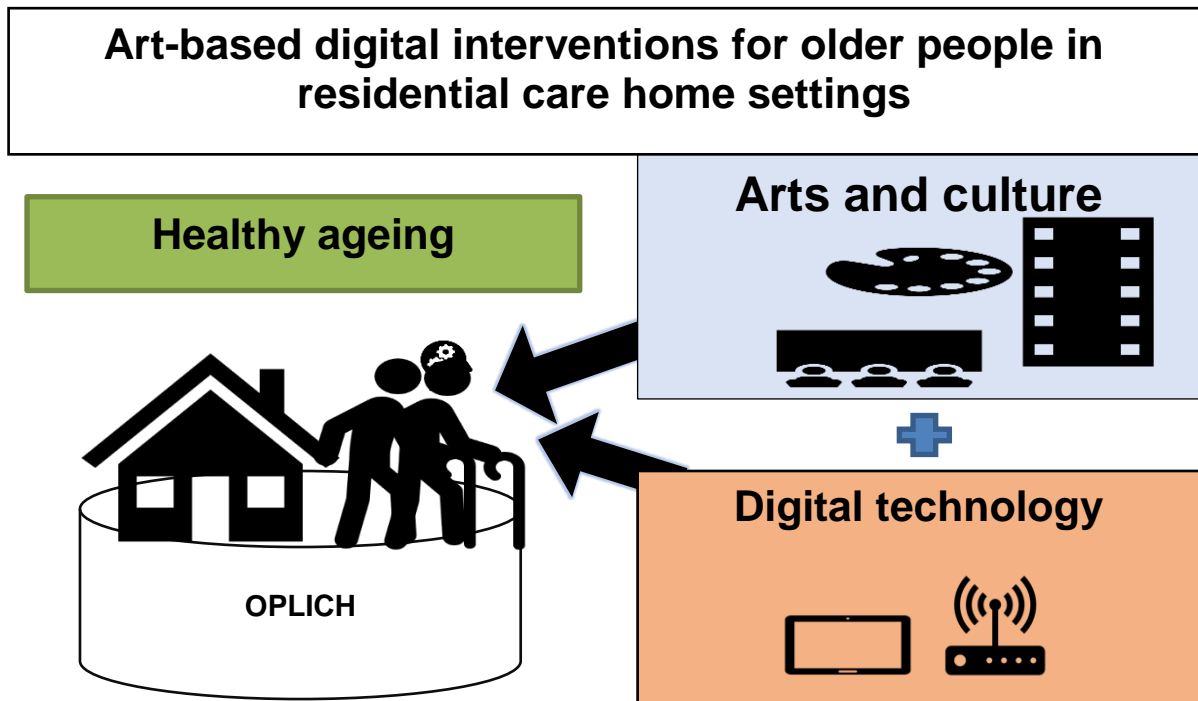 Art-based digital interventions for older people in
residential care home settings
Healthy ageing
Arts and culture
Digital technology
OPLICH